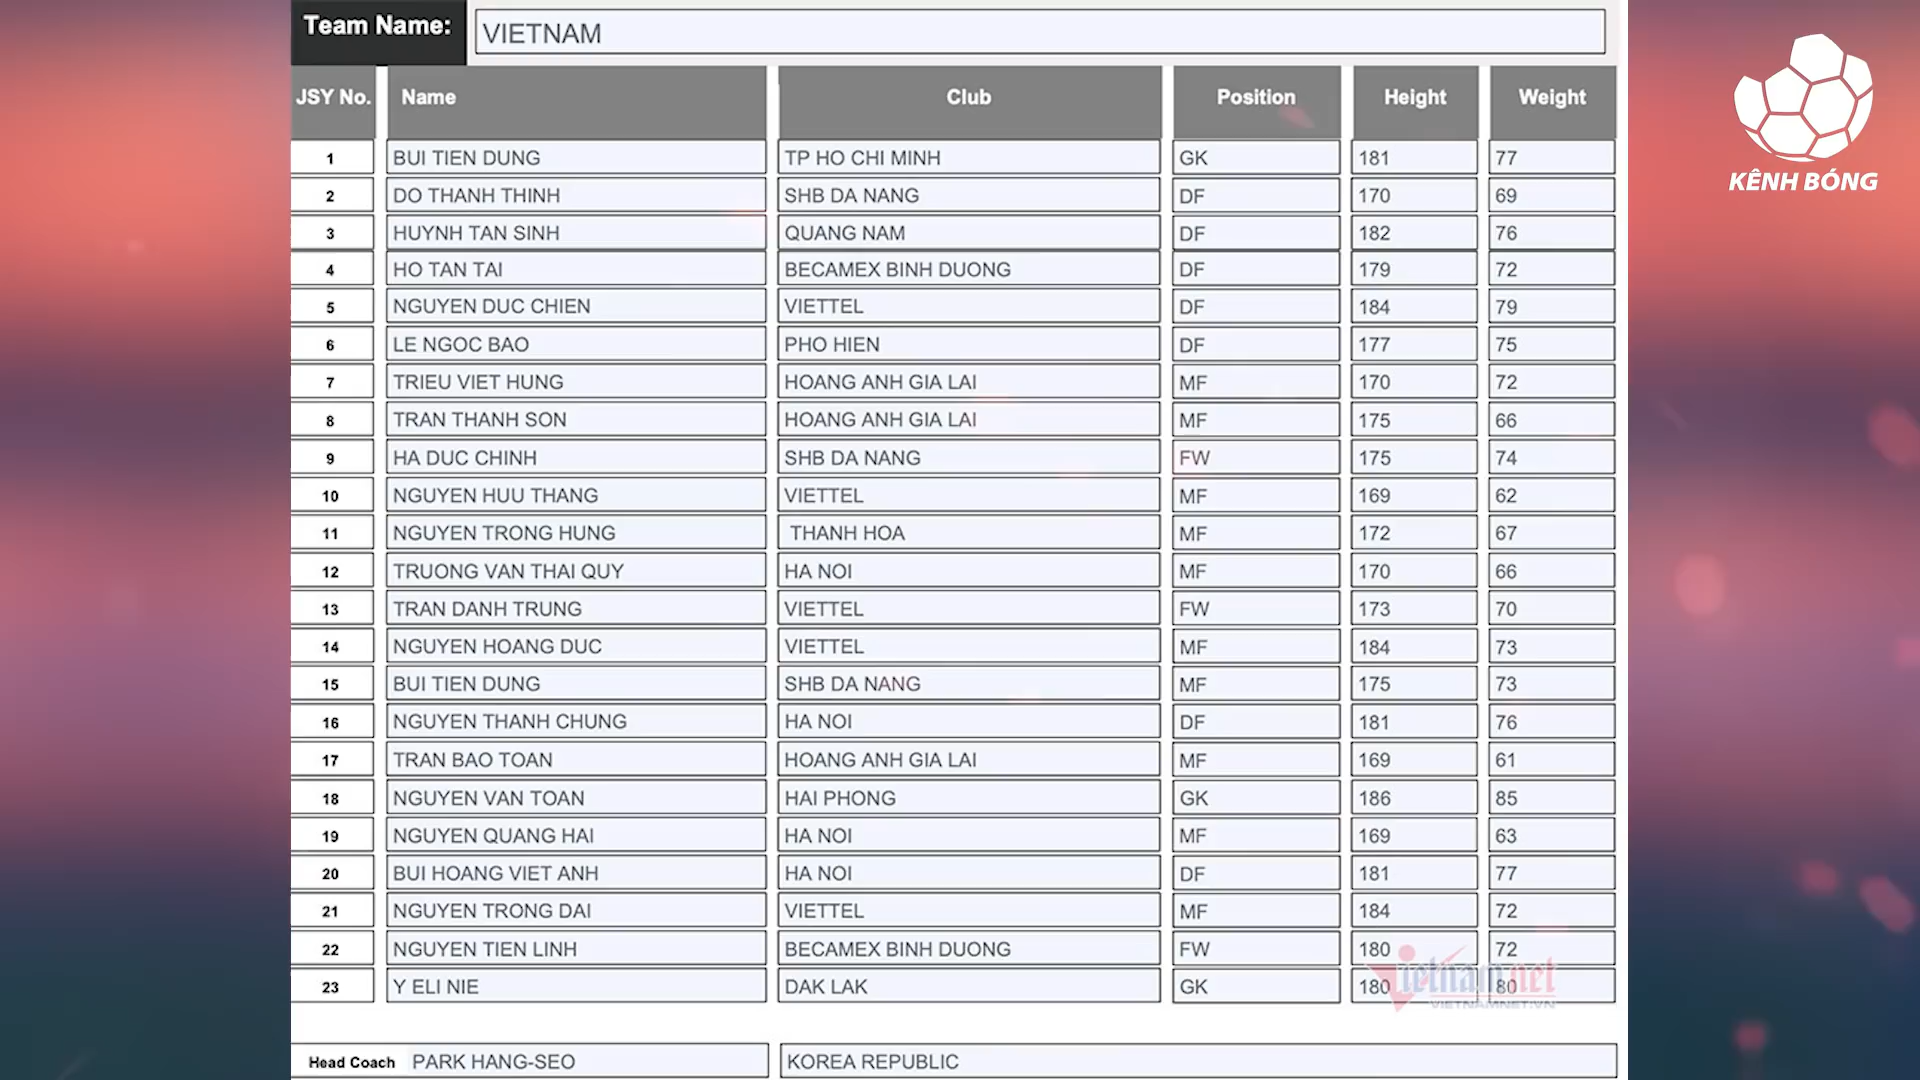 Team Name: VIETNAM
JSY No. Name Club Position Height Weight
1 BUI TIEN DUNG TP HO CHI MINH GK 181 77
2 DO THANH THINH SHB DA NANG DF 170 69
3 HUYNH TAN SINH QUANG NAM DF 182 76
4 HO TAN TAI BECAMEX BINH DUONG DF 179 72
5 NGUYEN DUC CHIEN VIETTEL DF 184 79
6 LE NGOC BAO PHO HIEN DF 177 75
7 TRIEU VIET HUNG HOANG ANH GIA LAI MF 170 72
8 TRAN THANH SON HOANG ANH GIA LAI MF 175 66
9 HA DUC CHINH SHB DA NANG FW 175 74
10 NGUYEN HUU THANG VIETTEL MF 169 62
11 NGUYEN TRONG HUNG THANH HOA MF 172 67
12 TRUONG VAN THAI QUY HA NOI MF 170 66
13 TRAN DANH TRUNG VIETTEL FW 173 70
14 NGUYEN HOANG DUC VIETTEL MF 184 73
15 BUI TIEN DUNG SHB DA NANG MF 175 73
16 NGUYEN THANH CHUNG HA NOI DF 181 76
17 TRAN BAO TOAN HOANG ANH GIA LAI MF 169 61
18 NGUYEN VAN TOAN HAI PHONG GK 186 85
19 NGUYEN QUANG HAI HA NOI MF 169 63
20 BUI HOANG VIET ANH HA NOI DF 181 77
21 NGUYEN TRONG DAI VIETTEL MF 184 72
22 NGUYEN TIEN LINH BECAMEX BINH DUONG FW 180 72
23 Y ELI NIE DAK LAK GK 180 80
Head Coach PARK HANG-SEO KOREA REPUBLIC
KÊNH BÓNG
vietnamnet
VIETNAMNET.VN